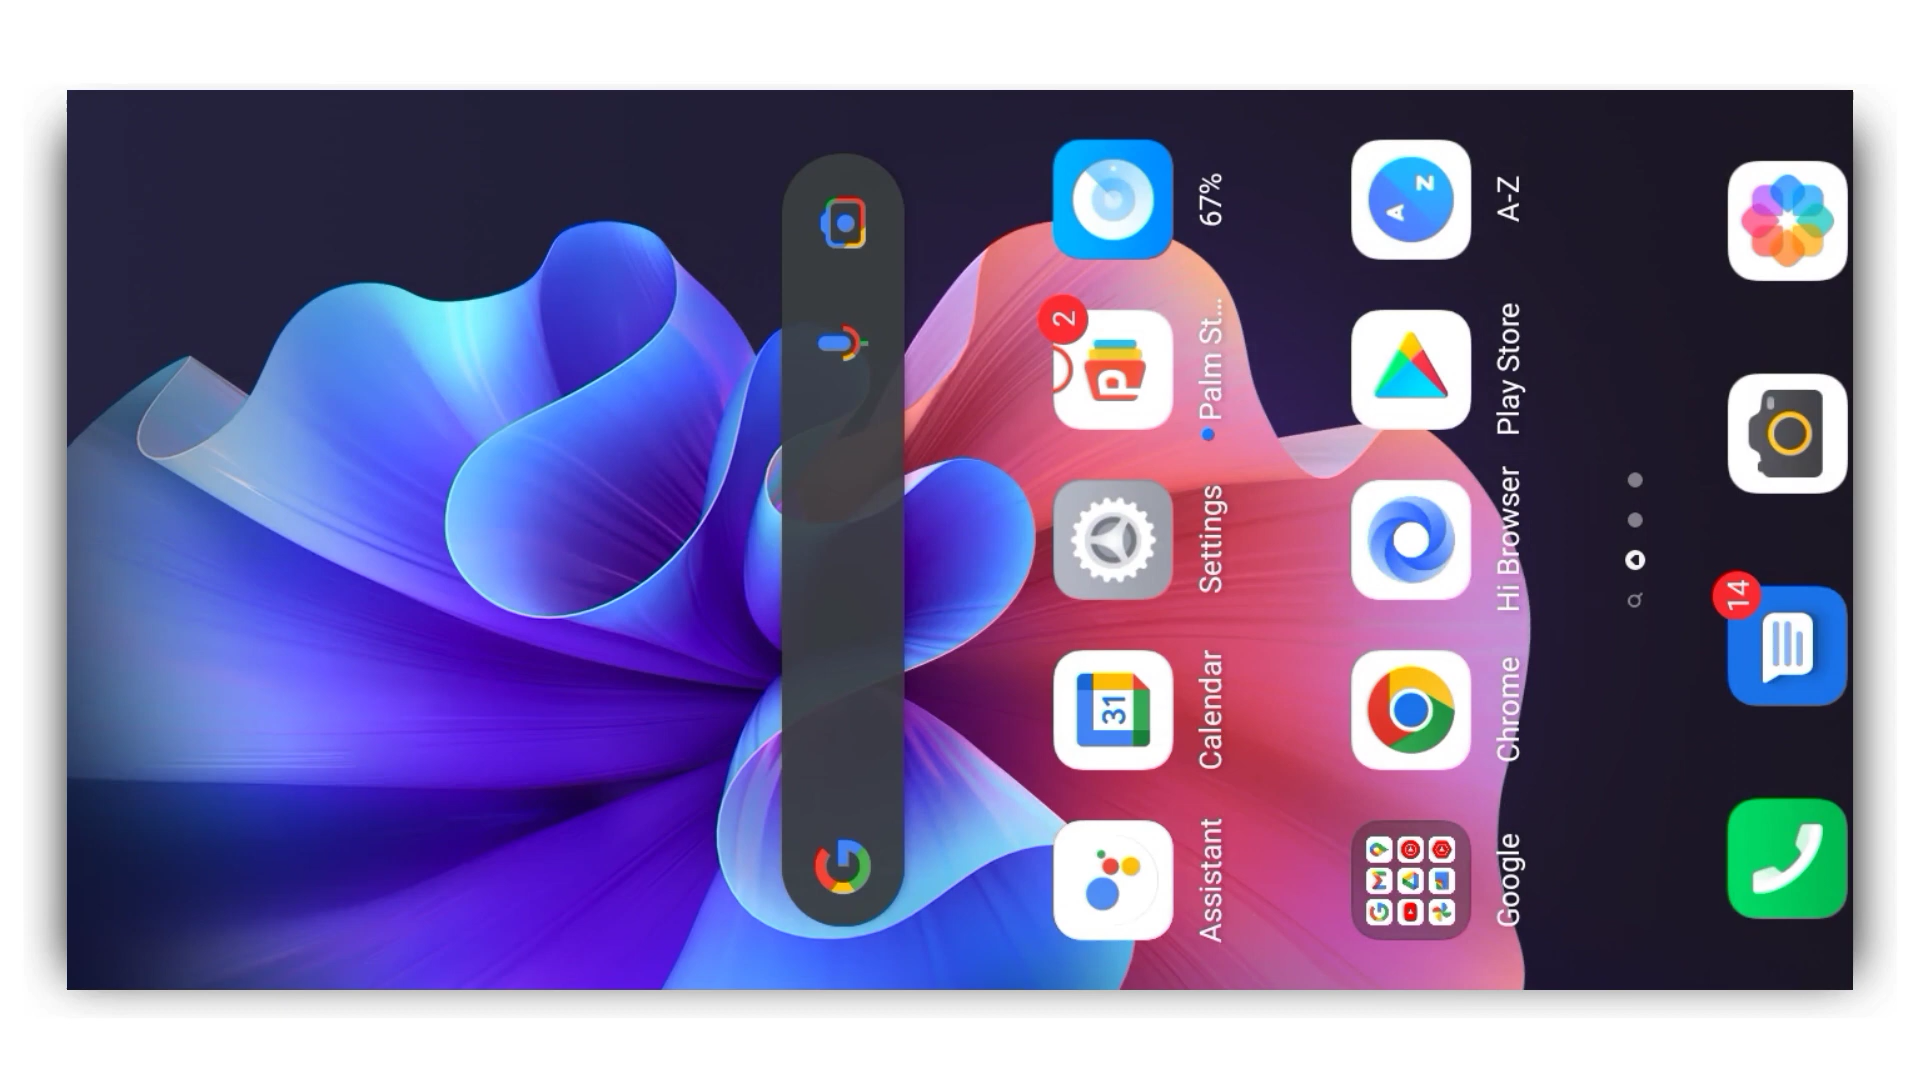 Assistant Calendar Settings Palm St... 67%
2
31
Google Chrome Hi Browser Play Store A-Z
A Z
14